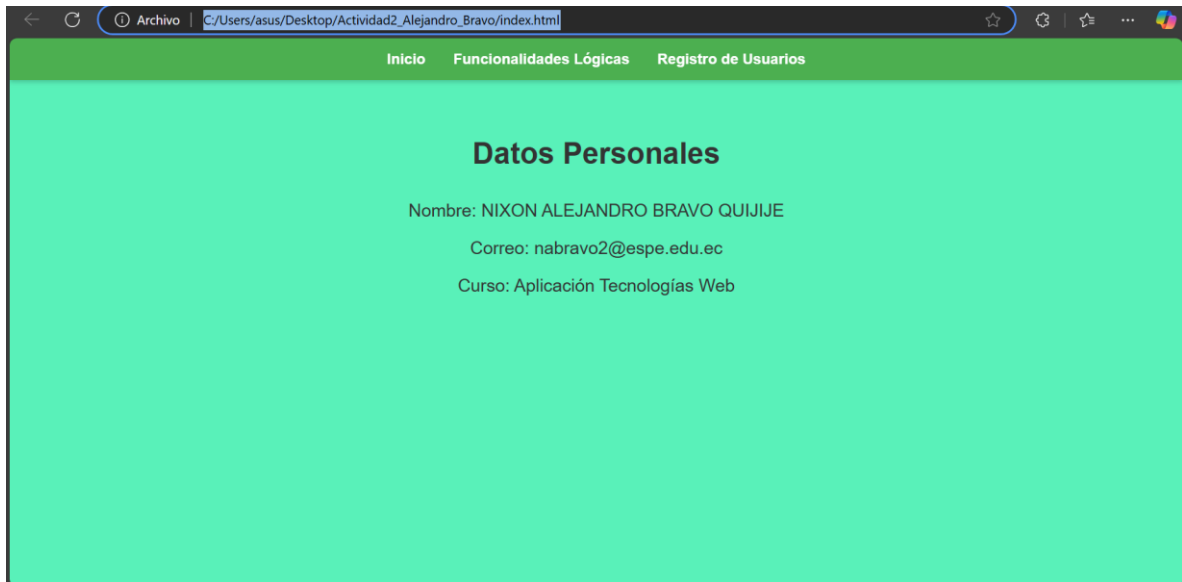 Archivo C:/Users/asus/Desktop/Actividad2_Alejandro_Bravo/index.html
Inicio Funcionalidades Lógicas Registro de Usuarios
Datos Personales
Nombre: NIXON ALEJANDRO BRAVO QUIJIJE
Correo: nabravo2@espe.edu.ec
Curso: Aplicación Tecnologías Web